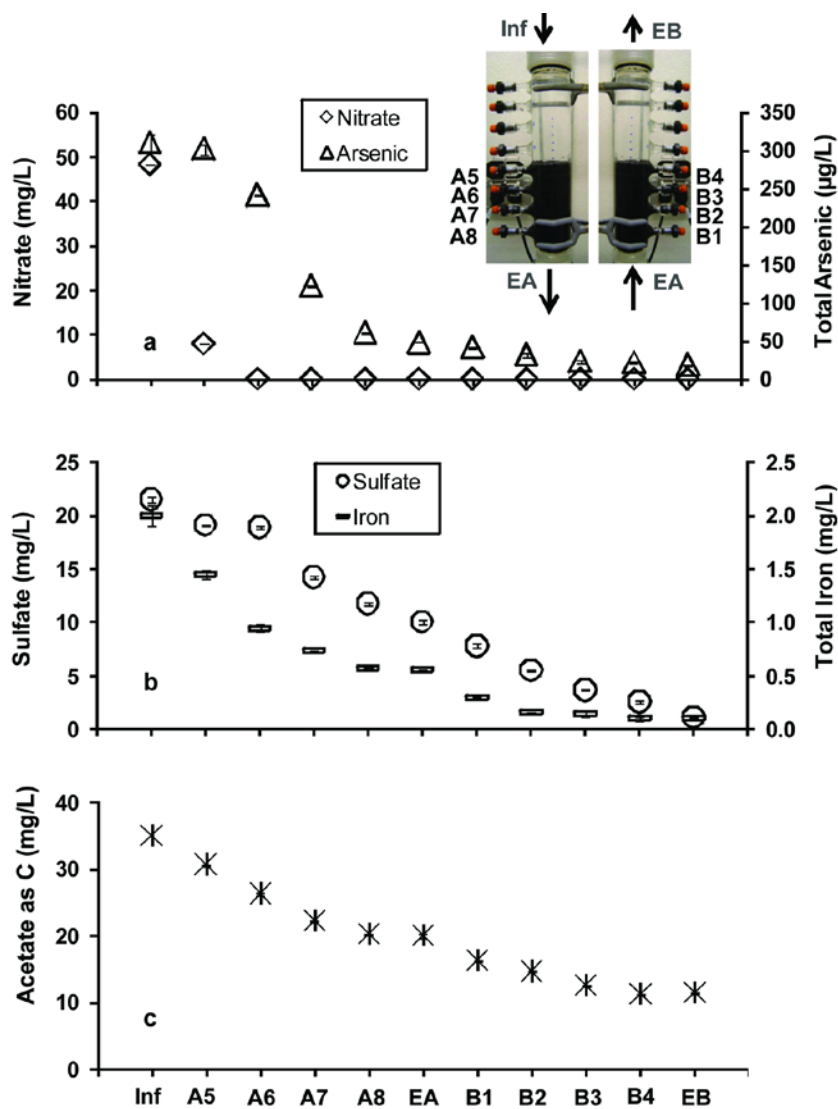 Inf
EB
Nitrate
Arsenic
A5
A6
A7
A8
B4
B3
B2
B1
EA
EA
60
50
40
30
20
10
0
Nitrate (mg/L)
350
300
250
200
150
100
50
0
Total Arsenic (µg/L)
a
Sulfate
Iron
25
20
15
10
5
0
Sulfate (mg/L)
2.5
2.0
1.5
1.0
0.5
0.0
Total Iron (mg/L)
b
40
30
20
10
0
Acetate as C (mg/L)
c
Inf A5 A6 A7 A8 EA B1 B2 B3 B4 EB